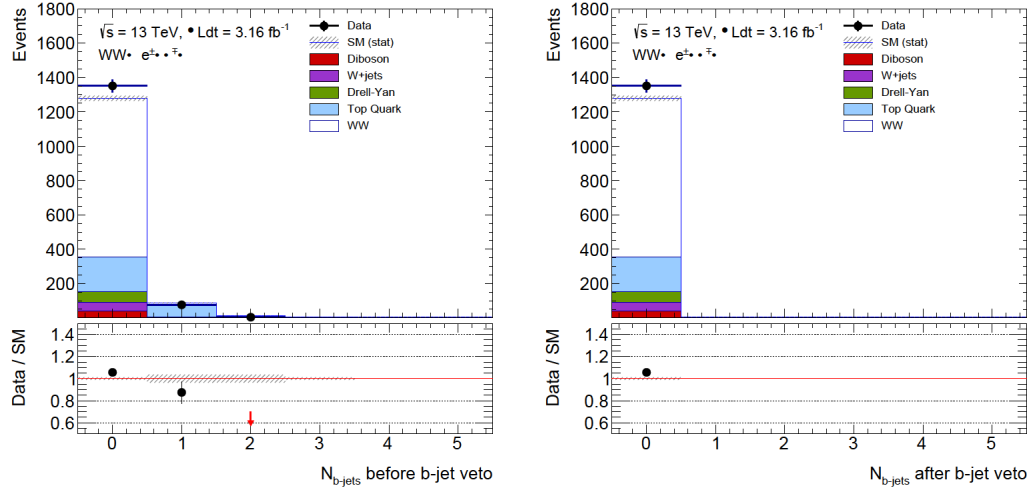 Events
1800
1600
1400
1200
1000
800
600
400
200
√s = 13 TeV, • Ldt = 3.16 fb-1
WW• e±• • ∓•
Data
SM (stat)
Diboson
W+jets
Drell-Yan
Top Quark
WW
Data / SM
1.4
1.2
1
0.8
0.6
0 1 2 3 4 5
Nb-jets before b-jet veto
Events
1800
1600
1400
1200
1000
800
600
400
200
√s = 13 TeV, • Ldt = 3.16 fb-1
WW• e±• • ∓•
Data
SM (stat)
Diboson
W+jets
Drell-Yan
Top Quark
WW
Data / SM
1.4
1.2
1
0.8
0.6
0 1 2 3 4 5
Nb-jets after b-jet veto